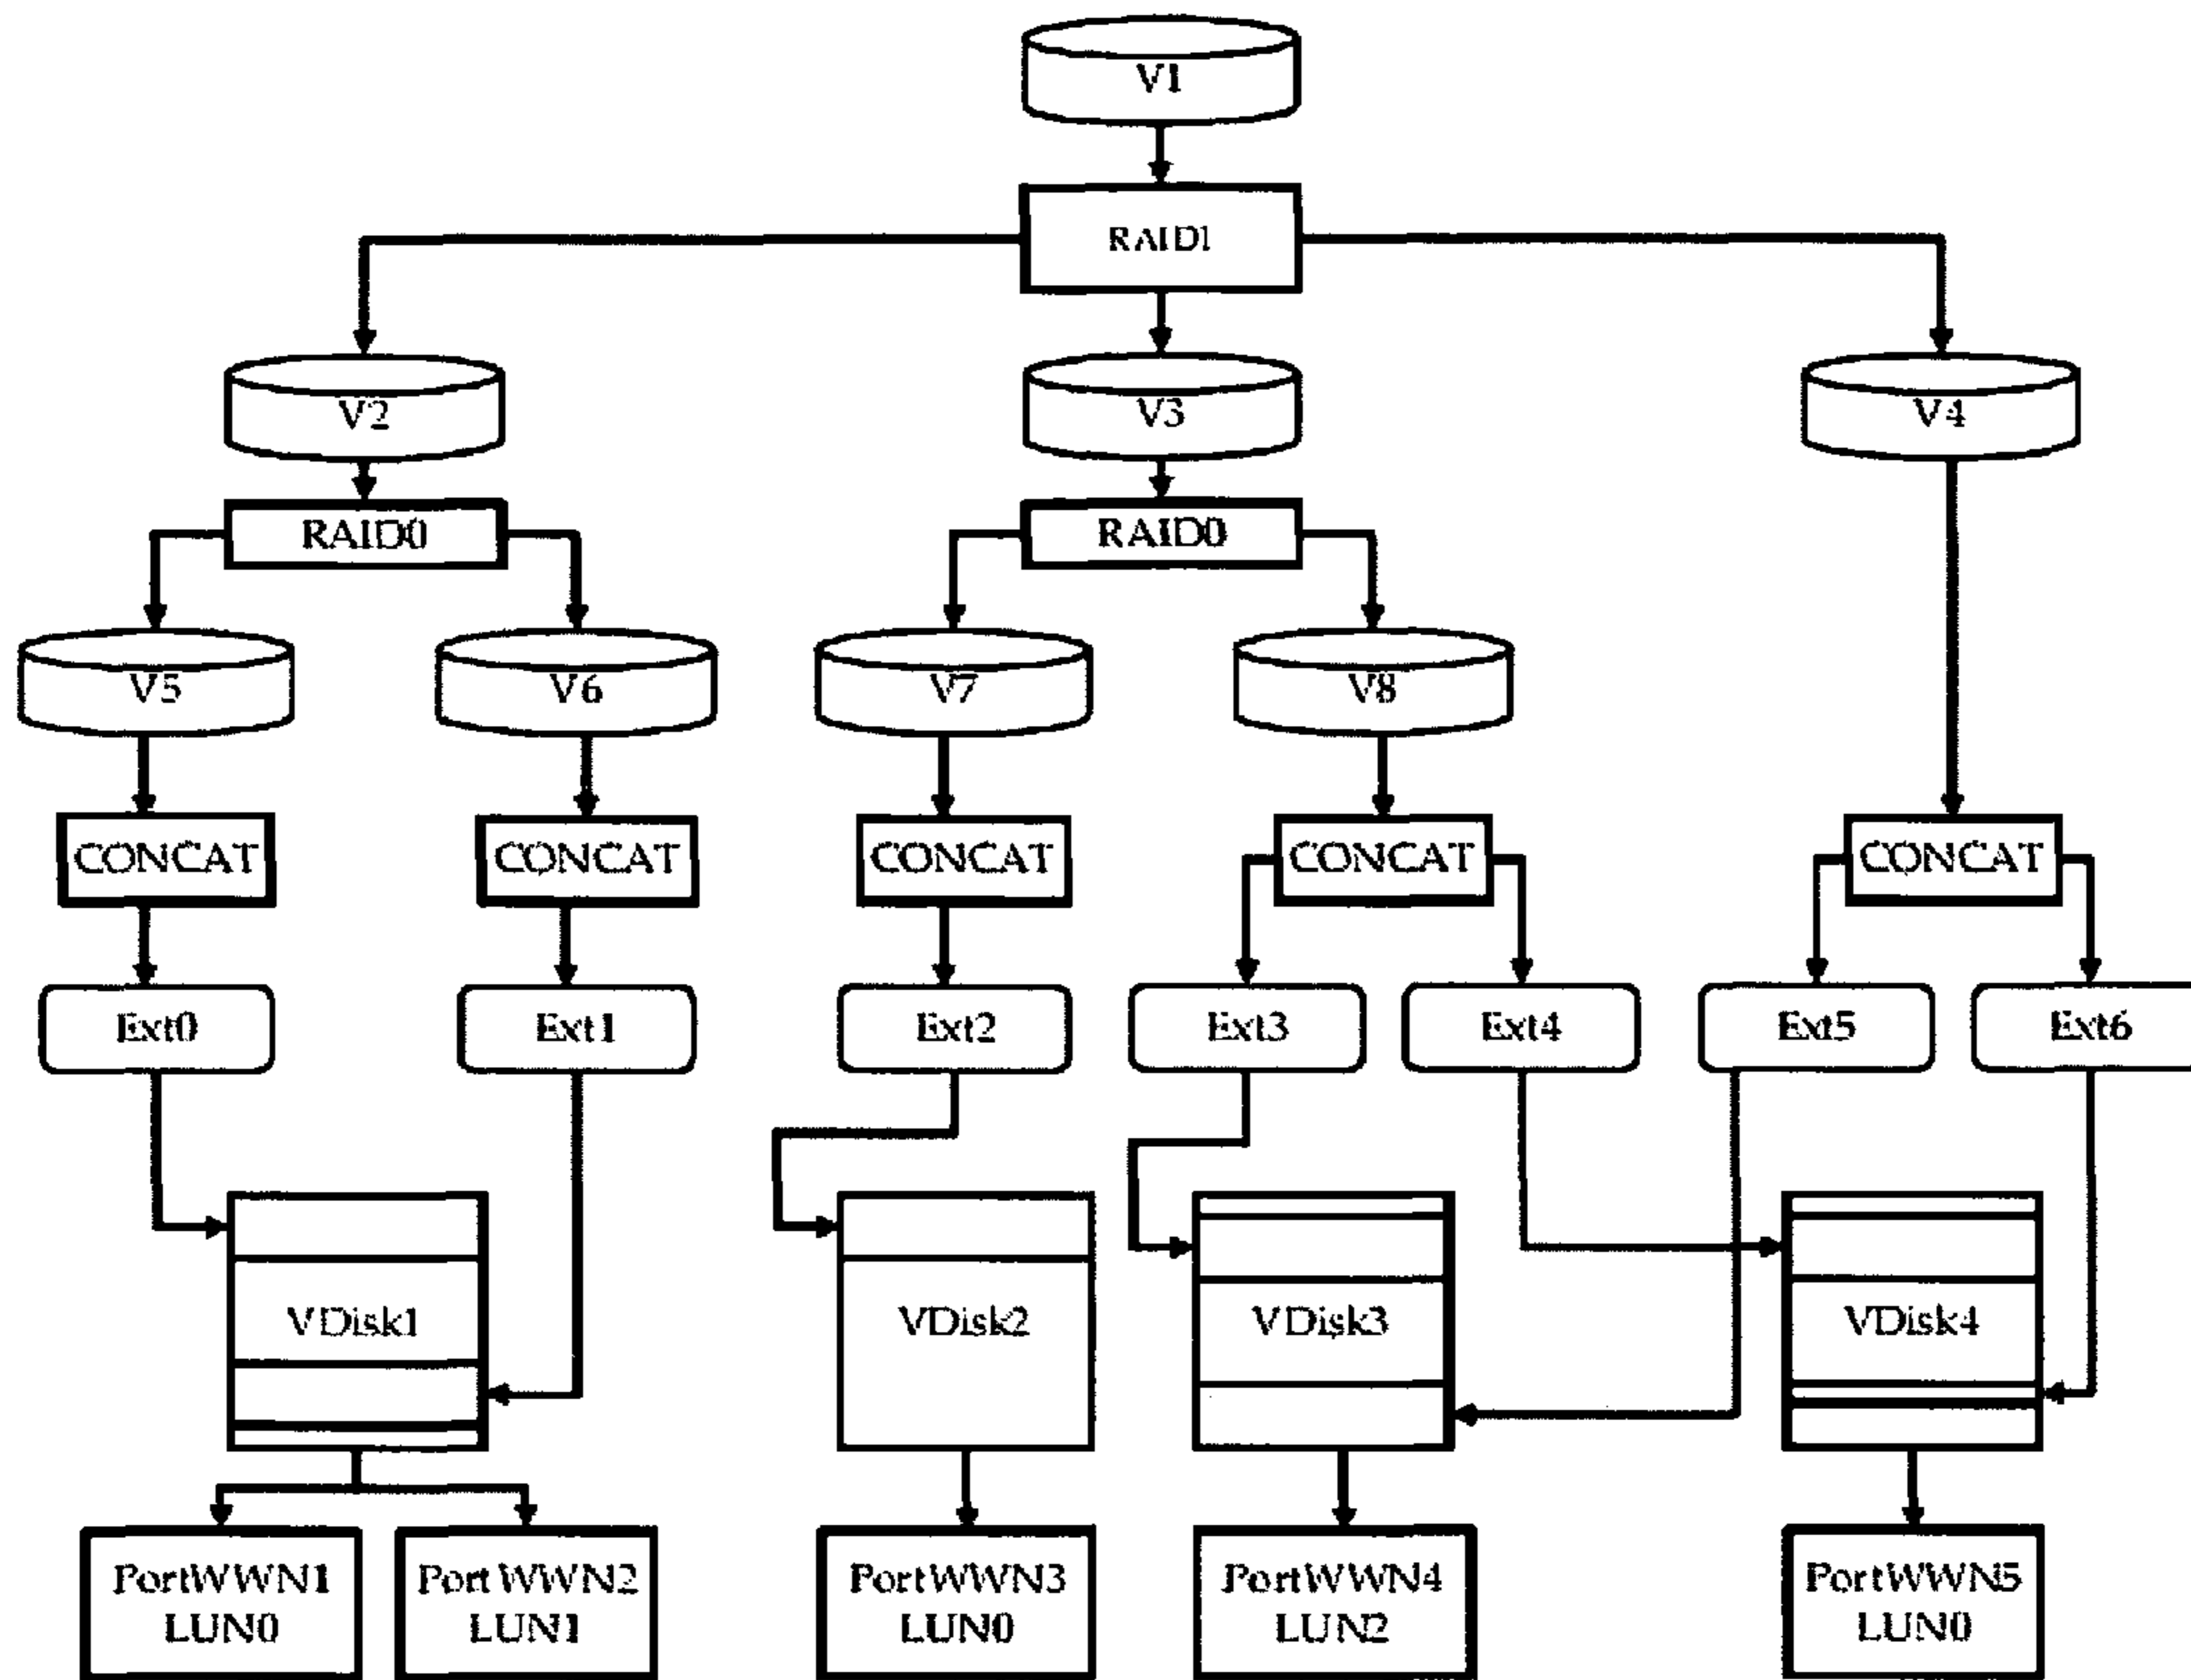 V1
RAID1
V2
V3
V4
RAID0
RAID0
V5
V6
V7
V8
CONCAT
CONCAT
CONCAT
CONCAT
CONCAT
Ext0
Ext1
Ext2
Ext3
Ext4
Ext5
Ext6
VDisk1
VDisk2
VDisk3
VDisk4
PortWWN1
LUN0
PortWWN2
LUN1
PortWWN3
LUN0
PortWWN4
LUN2
PortWWN5
LUN0